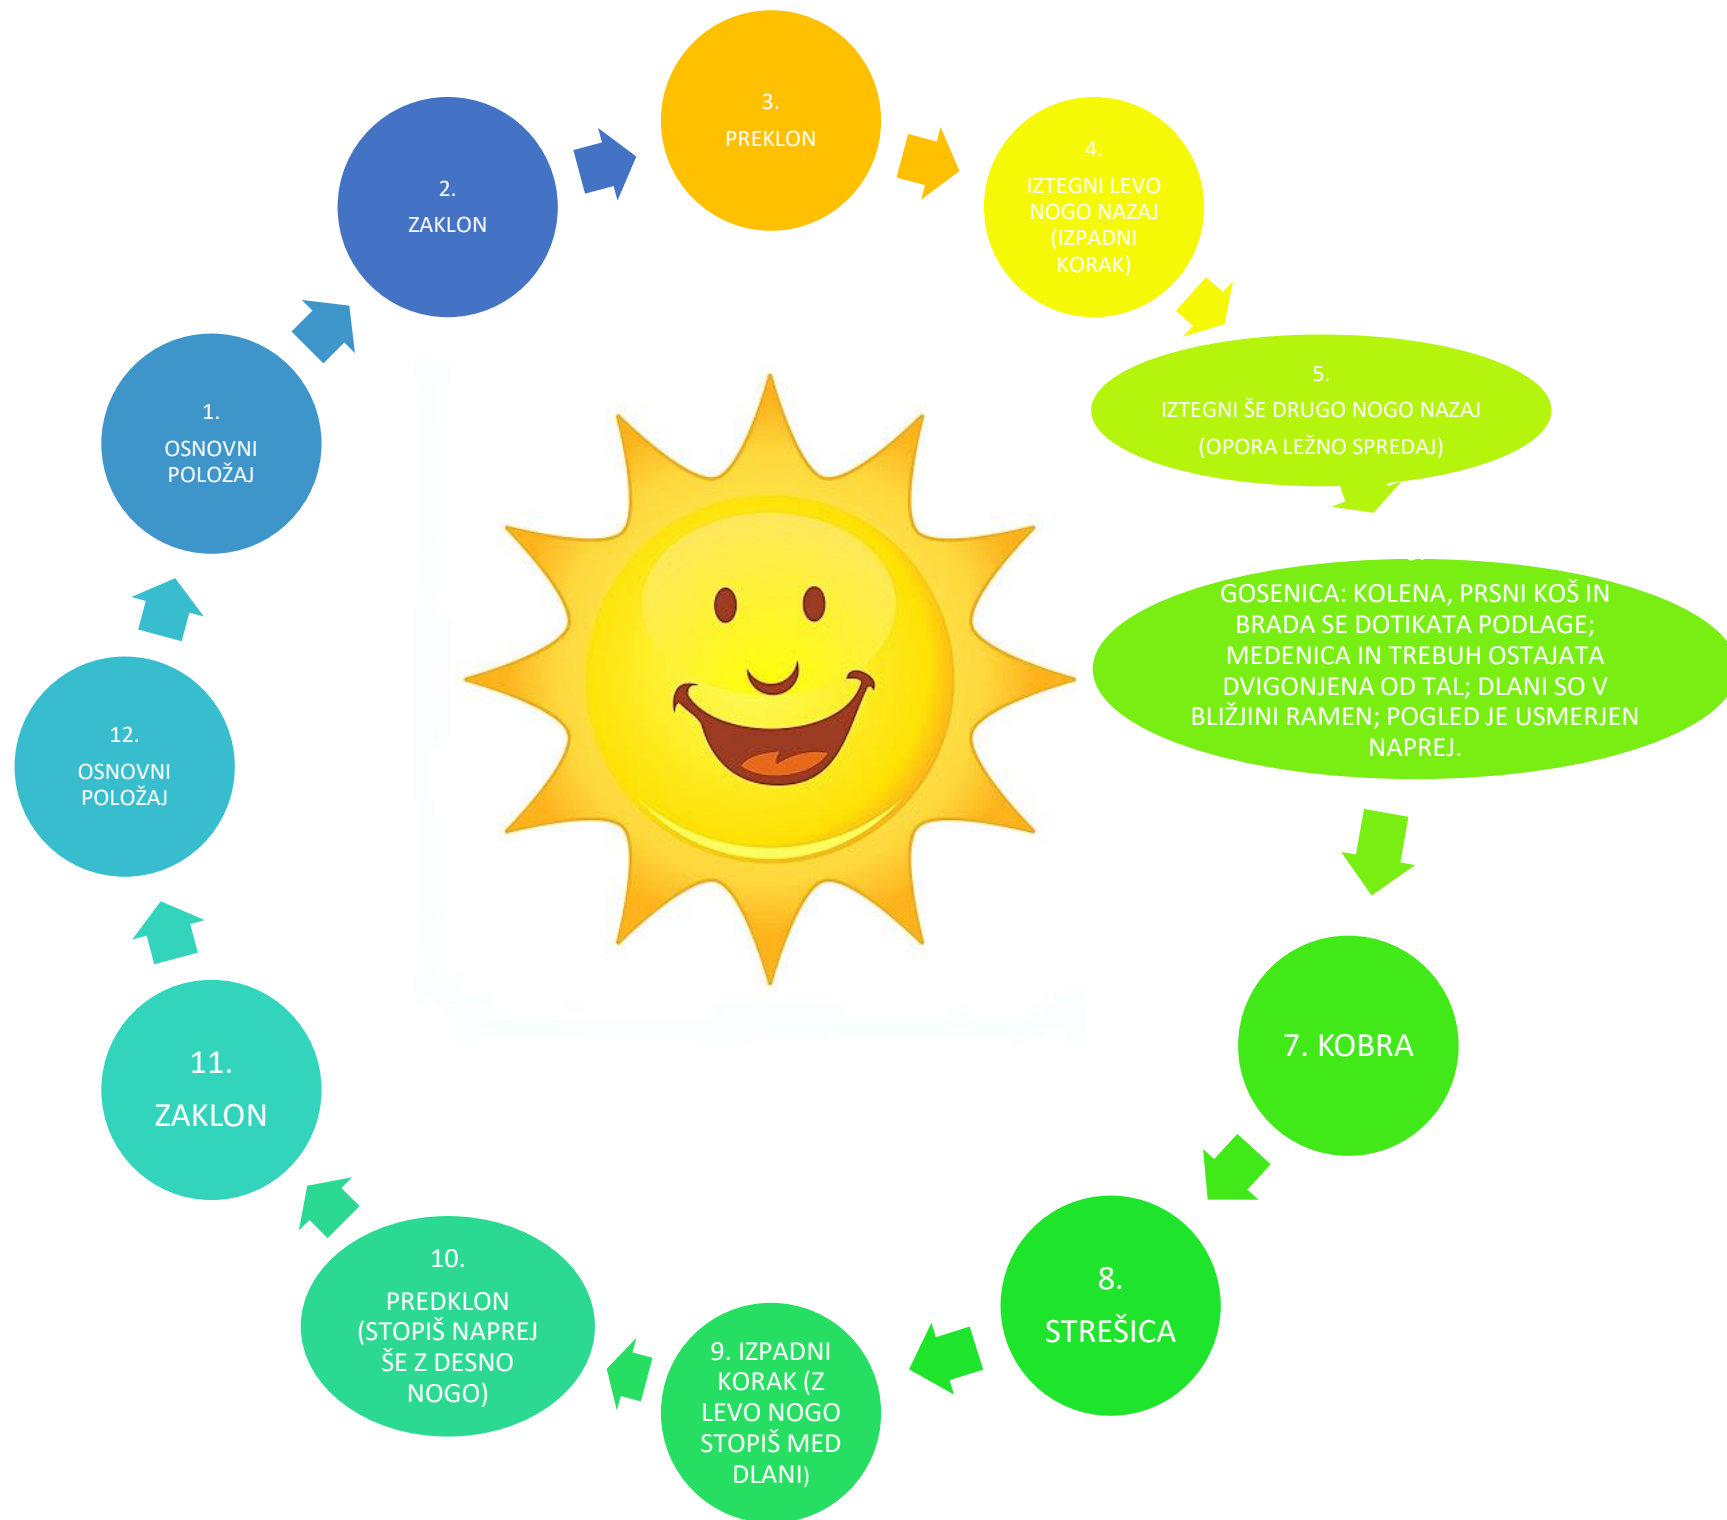 1.
OSNOVNI
POLOŽAJ
2.
ZAKLON
3.
PREKLON
4.
IZTEGNI LEVO
NOGO NAZAJ
(IZPADNI
KORAK)
5.
IZTEGNI ŠE DRUGO NOGO NAZAJ
(OPORA LEŽNO SPREDAJ)
GOSENICA: KOLENA, PRSNI KOŠ IN
BRADA SE DOTIKATA PODLAGE;
MEDENICA IN TREBUH OSTAJATA
DVIGONJENA OD TAL; DLANI SO V
BLIŽJINI RAMEN; POGLED JE USMERJEN
NAPREJ.
7. KOBRA
8.
STREŠICA
9. IZPADNI
KORAK (Z
LEVO NOGO
STOPIŠ MED
DLANI)
10.
PREDKLON
(STOPIŠ NAPREJ
ŠE Z DESNO
NOGO)
11.
ZAKLON
12.
OSNOVNI
POLOŽAJ